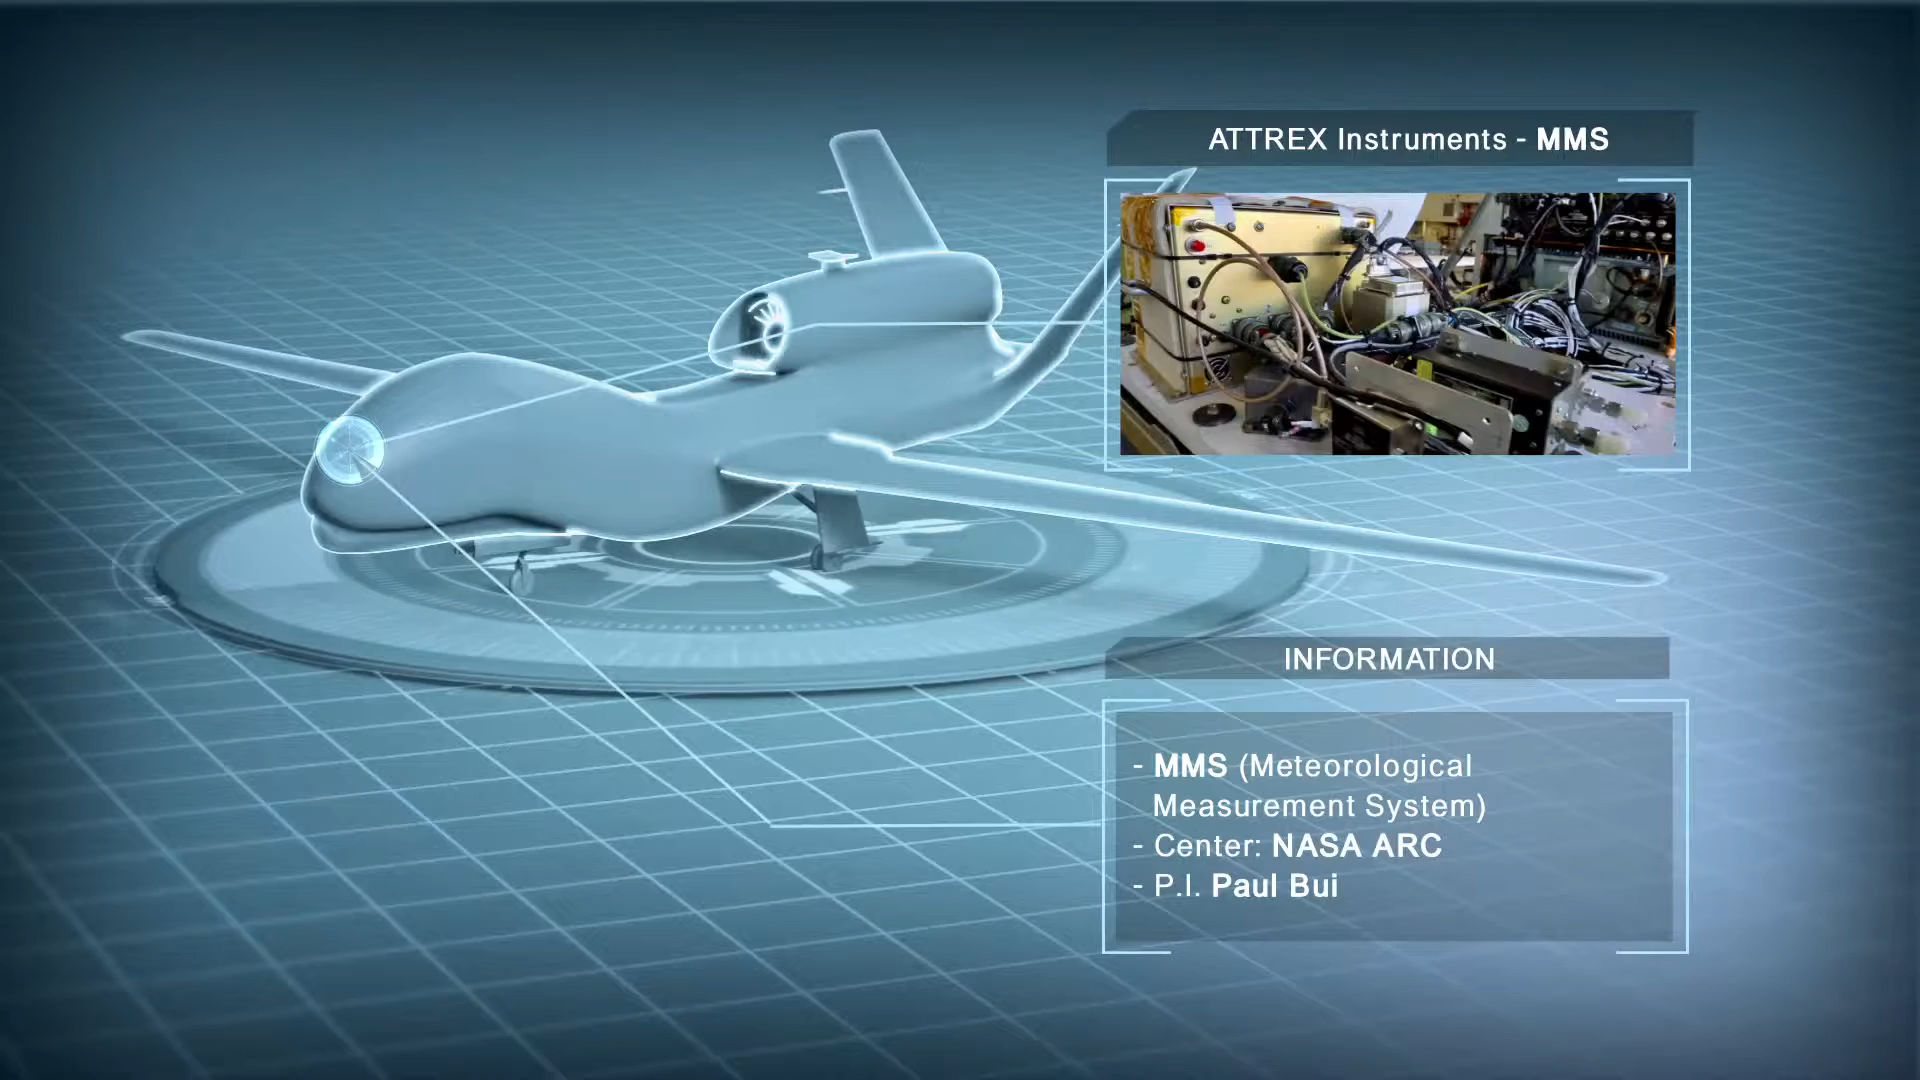 ATTREX Instruments - MMS
INFORMATION
- MMS (Meteorological
Measurement System)
- Center: NASA ARC
- P.I. Paul Bui